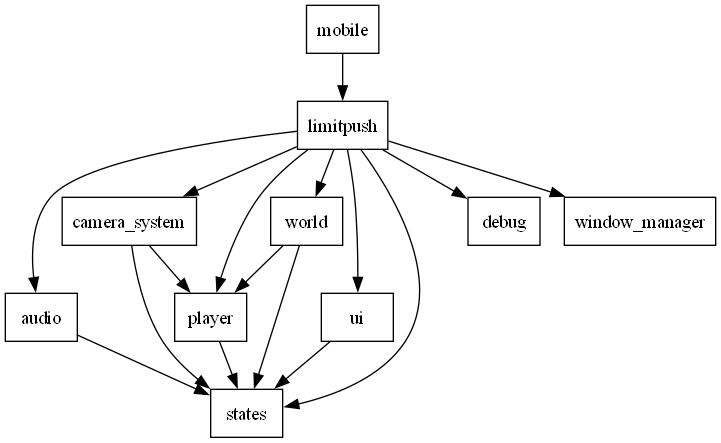 mobile
limitpush
camera_system
world
debug
window_manager
audio
player
ui
states